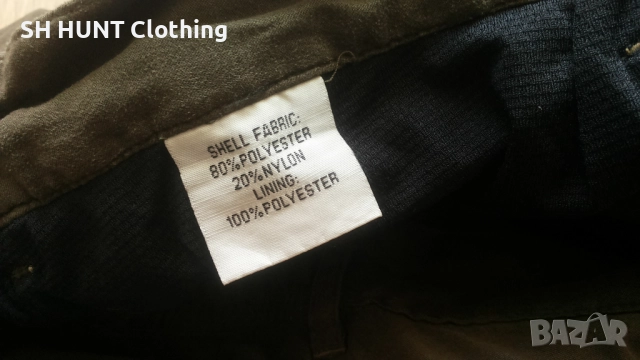 SH HUNT Clothing
SHELL FABRIC:
80%POLYESTER
20%NYLON
LINING:
100%POLYESTER
BAZAR